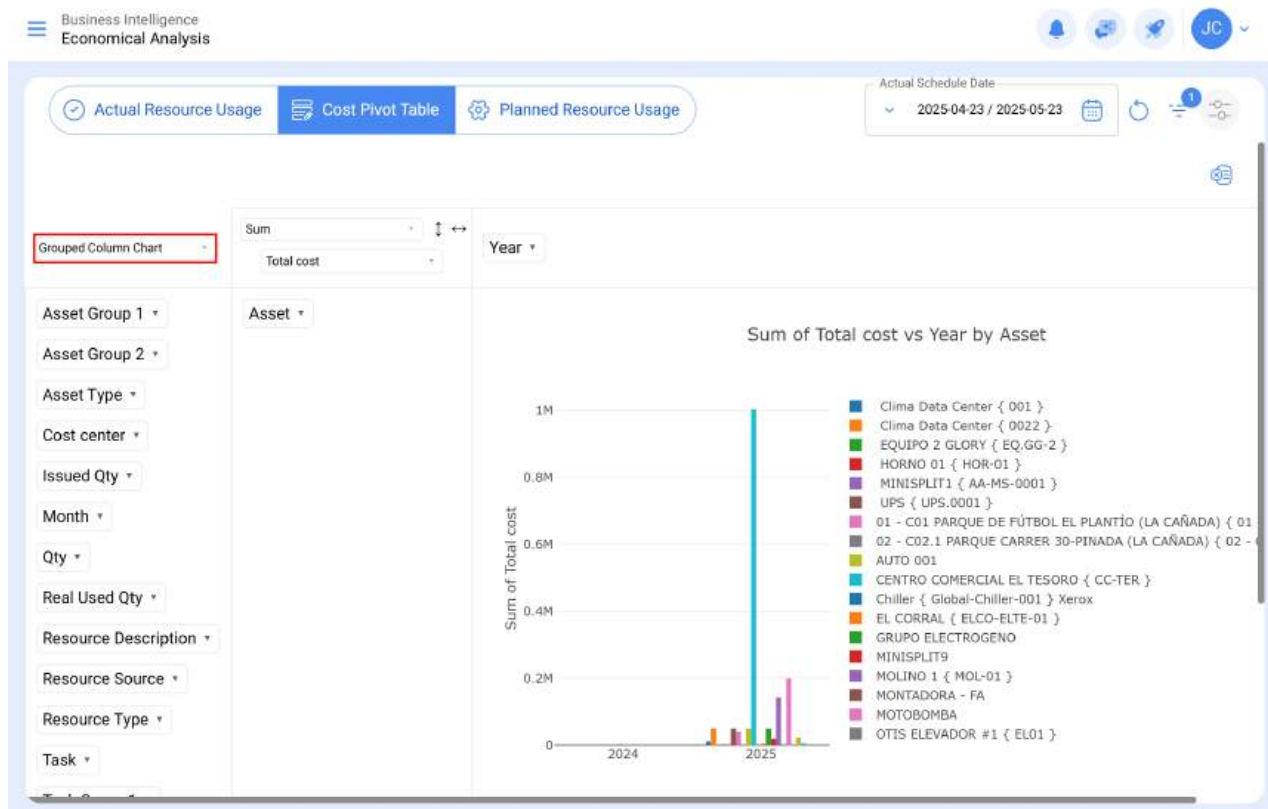 Business Intelligence
Economical Analysis
JC
Actual Resource Usage
Cost Pivot Table
Planned Resource Usage
Actual Schedule Date
2025-04-23 / 2025-05-23
1
Grouped Column Chart
Sum
Total cost
Year
Asset Group 1
Asset Group 2
Asset Type
Cost center
Issued Qty
Month
Qty
Real Used Qty
Resource Description
Resource Source
Resource Type
Task
Asset
Sum of Total cost vs Year by Asset
Sum of Total cost
1M
0.8M
0.6M
0.4M
0.2M
0
2024
2025
Clima Data Center { 001 }
Clima Data Center { 0022 }
EQUIPO 2 GLORY { EQ.GG-2 }
HORNO 01 { HOR-01 }
MINISPLIT1 { AA-MS-0001 }
UPS { UPS.0001 }
01 - C01 PARQUE DE FÚTBOL EL PLANTÍO (LA CAÑADA) { 01
02 - C02.1 PARQUE CARRER 30-PINADA (LA CAÑADA) { 02 -
AUTO 001
CENTRO COMERCIAL EL TESORO { CC-TER }
Chiller { Global-Chiller-001 } Xerox
EL CORRAL { ELCO-ELTE-01 }
GRUPO ELECTROGENO
MINISPLIT9
MOLINO 1 { MOL-01 }
MONTADORA - FA
MOTOBOMBA
OTIS ELEVADOR #1 { EL01 }